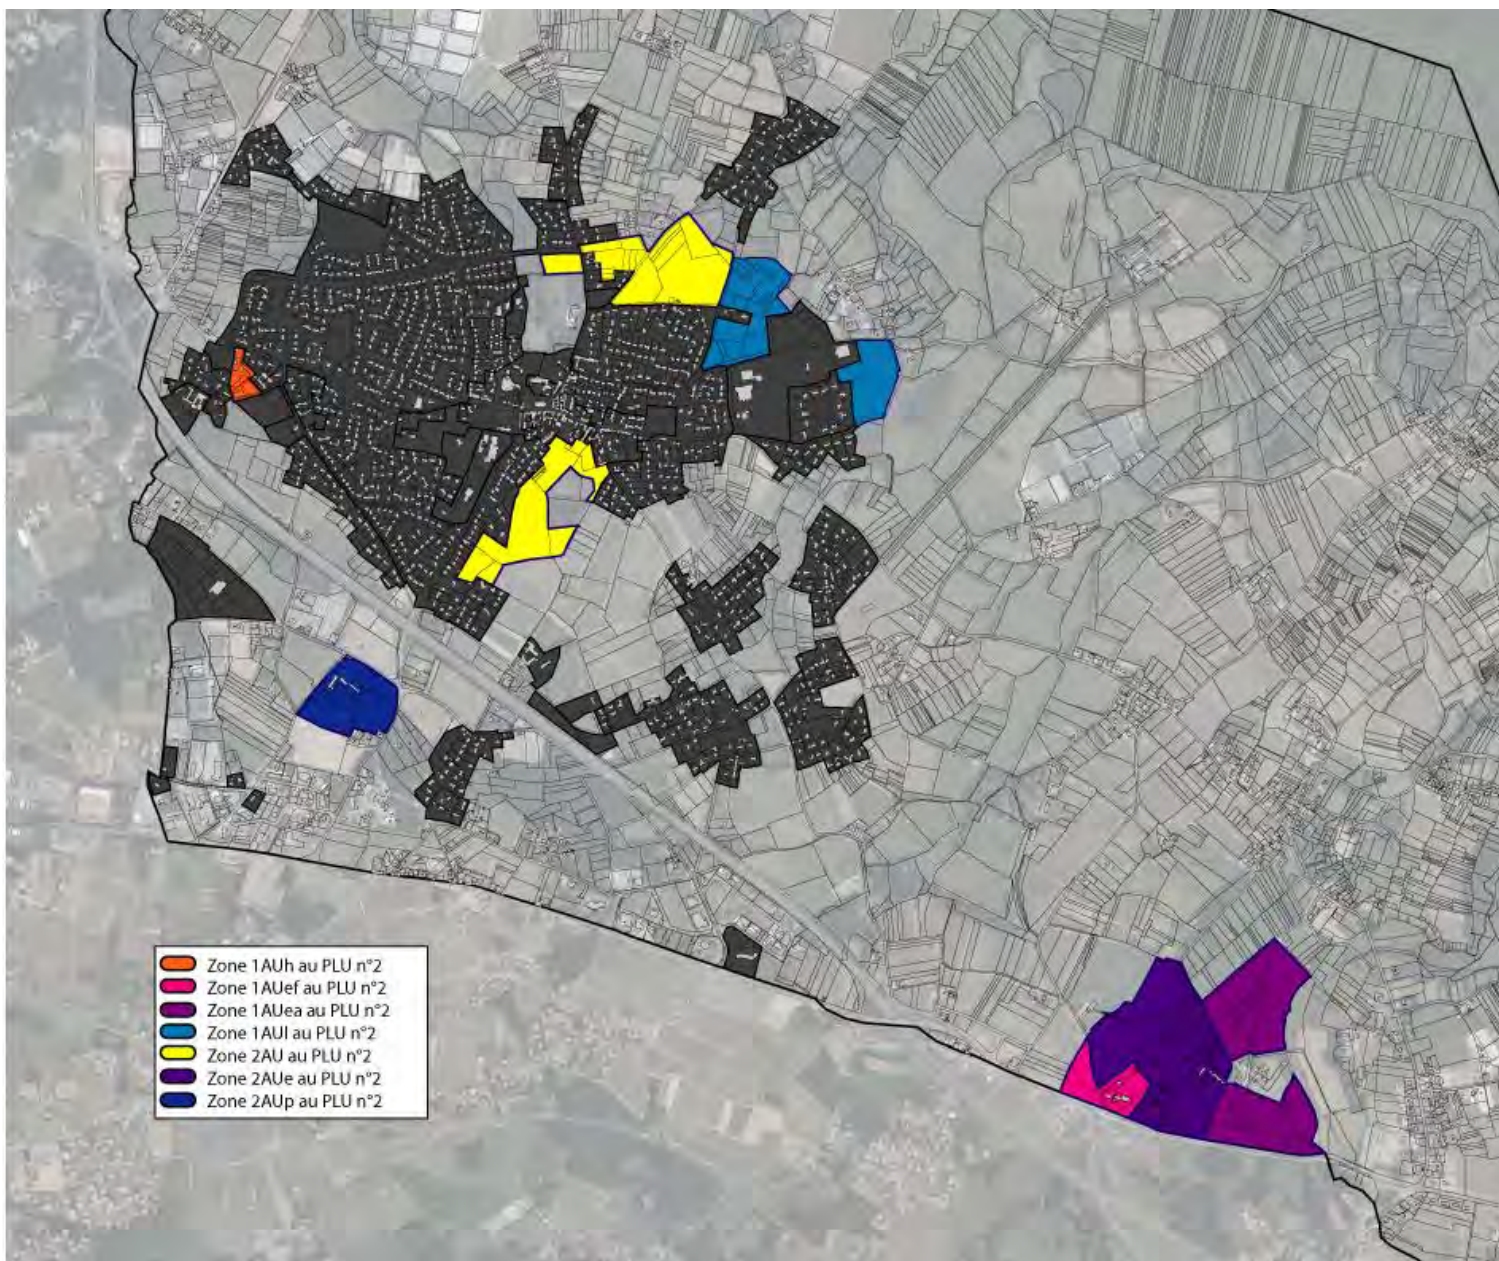 Zone 1AUh au PLU n°2
Zone 1AUef au PLU n°2
Zone 1AUea au PLU n°2
Zone 1AUl au PLU n°2
Zone 2AU au PLU n°2
Zone 2AUe au PLU n°2
Zone 2AUp au PLU n°2